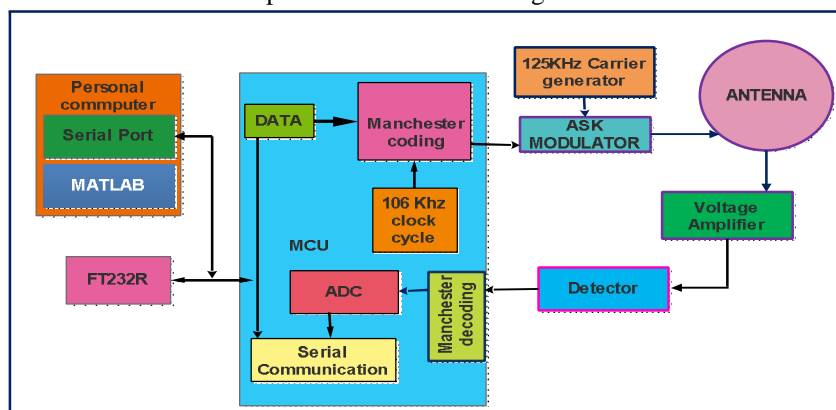 Personal
commputer
Serial Port
MATLAB
FT232R
DATA
Manchester
coding
106 Khz
clock
cycle
MCU
ADC
Serial
Communication
Manchester
decoding
125KHz Carrier
generator
ASK
MODULATOR
ANTENNA
Voltage
Amplifier
Detector